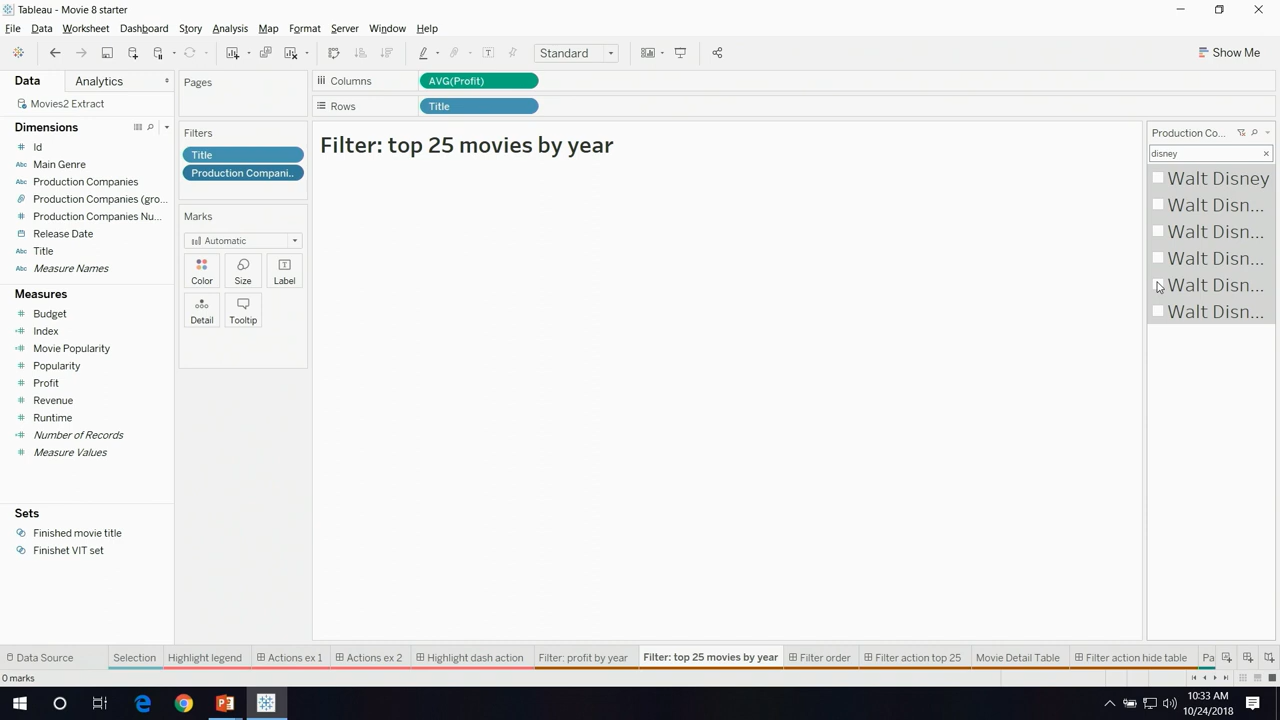 Tableau - Movie 8 starter
File Data Worksheet Dashboard Story Analysis Map Format Server Window Help
Standard
Show Me
Data
Analytics
Movies2 Extract
Dimensions
Id
Abc Main Genre
Abc Production Companies
Production Companies (gro...
Production Companies Nu...
Release Date
Abc Title
Abc Measure Names
Measures
Budget
Index
Movie Popularity
Popularity
Profit
Revenue
Runtime
Number of Records
Measure Values
Sets
Finished movie title
Finishet VIT set
Pages
Filters
Title
Production Compani..
Marks
Automatic
Color
Size
Label
Detail
Tooltip
Columns
AVG(Profit)
Rows
Title
Filter: top 25 movies by year
Production Co...
disney
Walt Disney
Walt Disn...
Walt Disn...
Walt Disn...
Walt Disn...
Walt Disn...
Data Source
Selection
Highlight legend
Actions ex 1
Actions ex 2
Highlight dash action
Filter: profit by year
Filter: top 25 movies by year
Filter order
Filter action top 25
Movie Detail Table
Filter action hide table
Pa
0 marks
10:33 AM
10/24/2018